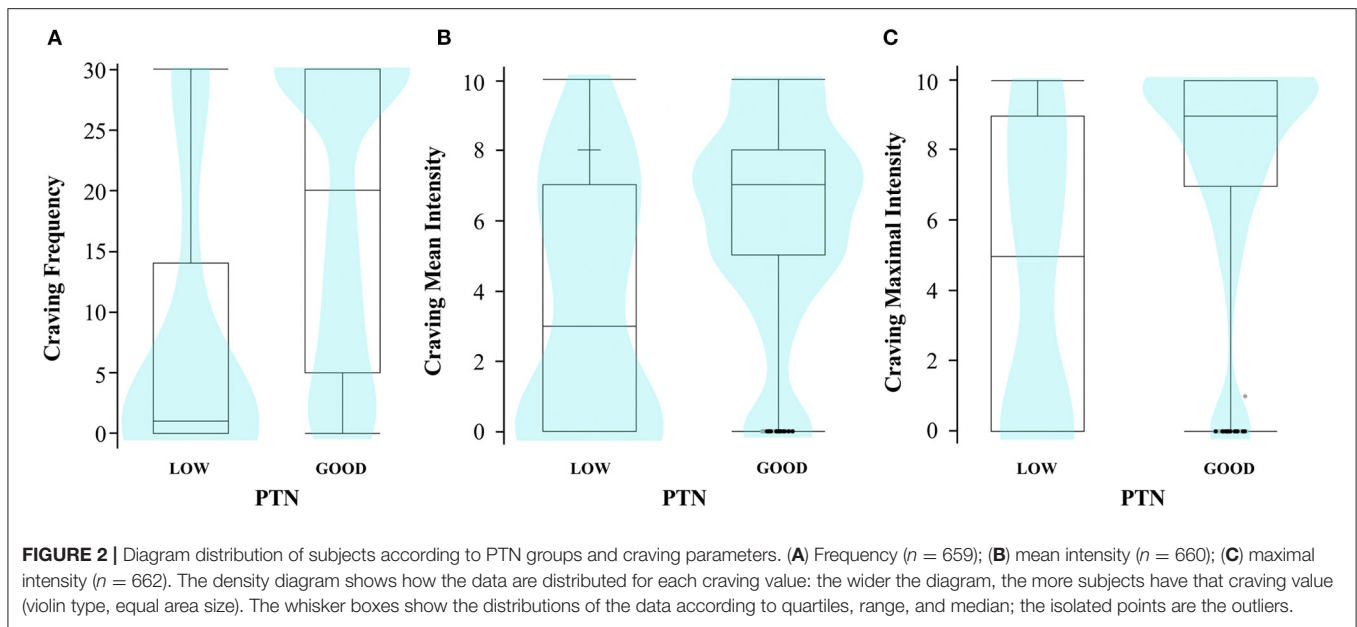 A
B
C
Craving Frequency
30
25
20
15
10
5
0
LOW
GOOD
PTN
Craving Mean Intensity
10
8
6
4
2
0
LOW
GOOD
PTN
Craving Maximal Intensity
10
8
6
4
2
0
LOW
GOOD
PTN
FIGURE 2 | Diagram distribution of subjects according to PTN groups and craving parameters. (A) Frequency (n = 659); (B) mean intensity (n = 660); (C) maximal
intensity (n = 662). The density diagram shows how the data are distributed for each craving value: the wider the diagram, the more subjects have that craving value
(violin type, equal area size). The whisker boxes show the distributions of the data according to quartiles, range, and median; the isolated points are the outliers.